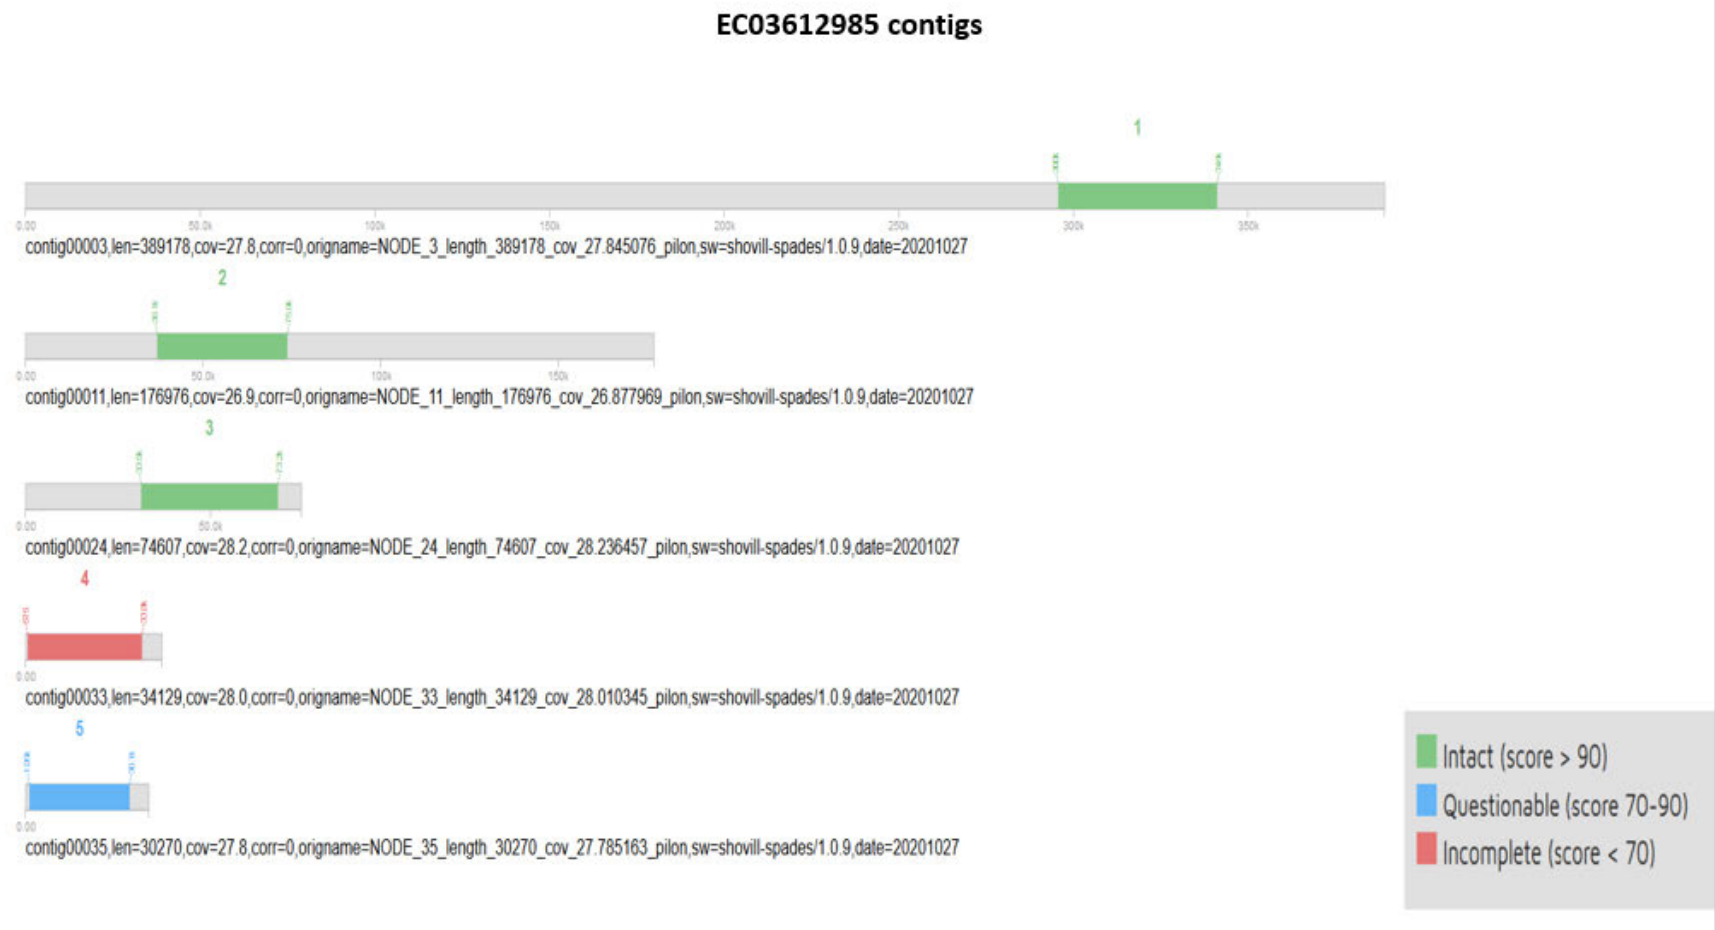 EC03612985 contigs
1
0.00 50.0k 100k 150k 200k 250k 300k 350k
contig00003,len=389178,cov=27.8,corr=0,origname=NODE_3_length_389178_cov_27.845076_pilon,sw=shovill-spades/1.0.9,date=20201027
2
0.00 50.0k 100k 150k
contig00011,len=176976,cov=26.9,corr=0,origname=NODE_11_length_176976_cov_26.877969_pilon,sw=shovill-spades/1.0.9,date=20201027
3
0.00 50.0k
contig00024,len=74607,cov=28.2,corr=0,origname=NODE_24_length_74607_cov_28.236457_pilon,sw=shovill-spades/1.0.9,date=20201027
4
0.00
contig00033,len=34129,cov=28.0,corr=0,origname=NODE_33_length_34129_cov_28.010345_pilon,sw=shovill-spades/1.0.9,date=20201027
5
0.00
contig00035,len=30270,cov=27.8,corr=0,origname=NODE_35_length_30270_cov_27.785163_pilon,sw=shovill-spades/1.0.9,date=20201027
Intact (score > 90)
Questionable (score 70-90)
Incomplete (score < 70)